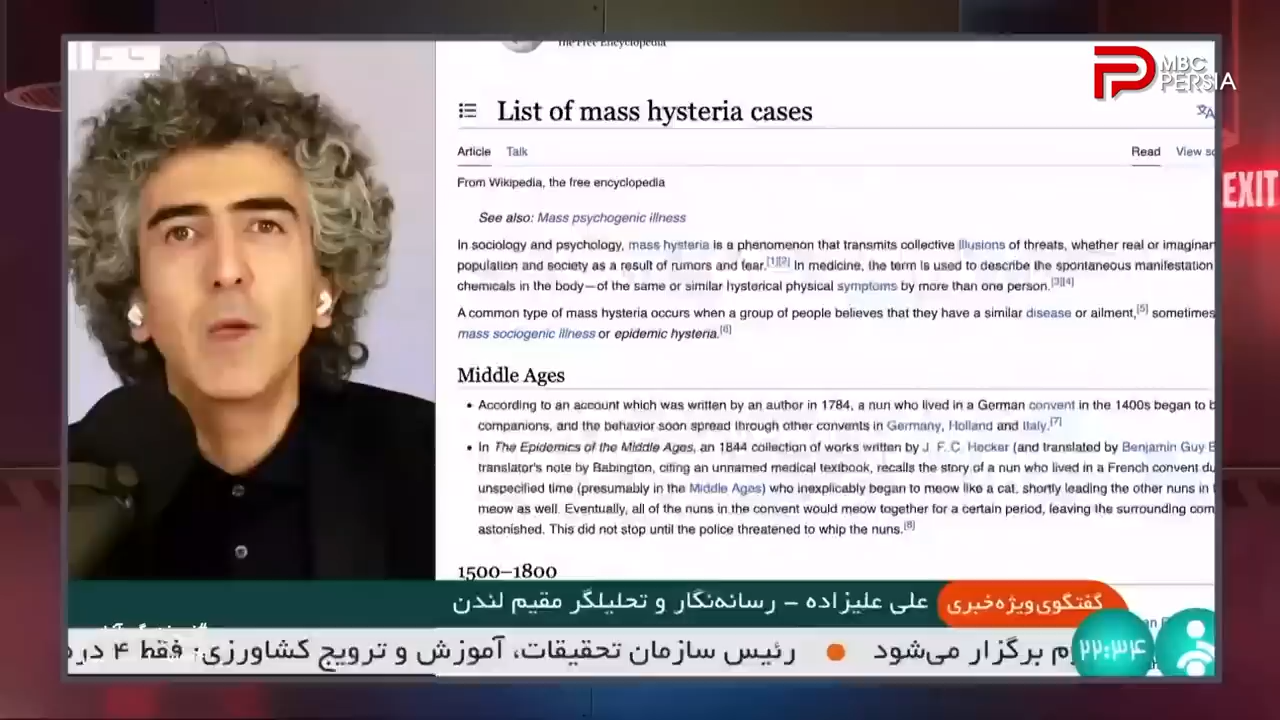 جدال
MBC
PERSIA
EXIT
The Free Encyclopedia
List of mass hysteria cases
Article Talk
Read View
From Wikipedia, the free encyclopedia
See also: Mass psychogenic illness
In sociology and psychology, mass hysteria is a phenomenon that transmits collective illusions of threats, whether real or imaginar
population and society as a result of rumors and fear.[1][2] In medicine, the term is used to describe the spontaneous manifestation
chemicals in the body—of the same or similar hysterical physical symptoms by more than one person.[3][4]
A common type of mass hysteria occurs when a group of people believes that they have a similar disease or ailment,[5] sometimes
mass sociogenic illness or epidemic hysteria.[6]
Middle Ages
• According to an account which was written by an author in 1784, a nun who lived in a German convent in the 1400s began to b
companions, and the behavior soon spread through other convents in Germany, Holland and Italy.[7]
• In The Epidemics of the Middle Ages, an 1844 collection of works written by J. F. C. Hecker (and translated by Benjamin Guy B
translator's note by Babington, citing an unnamed medical textbook, recalls the story of a nun who lived in a French convent du
unspecified time (presumably in the Middle Ages) who inexplicably began to meow like a cat, shortly leading the other nuns in t
meow as well. Eventually, all of the nuns in the convent would meow together for a certain period, leaving the surrounding com
astonished. This did not stop until the police threatened to whip the nuns.[8]
1500–1800
گفتگوی ویژه خبری
علی علیزاده – رسانه‌نگار و تحلیلگر مقیم لندن
۲۲:۳۴
م برگزار می‌شود ● رئیس سازمان تحقیقات، آموزش و ترویج کشاورزی: فقط ۴ در